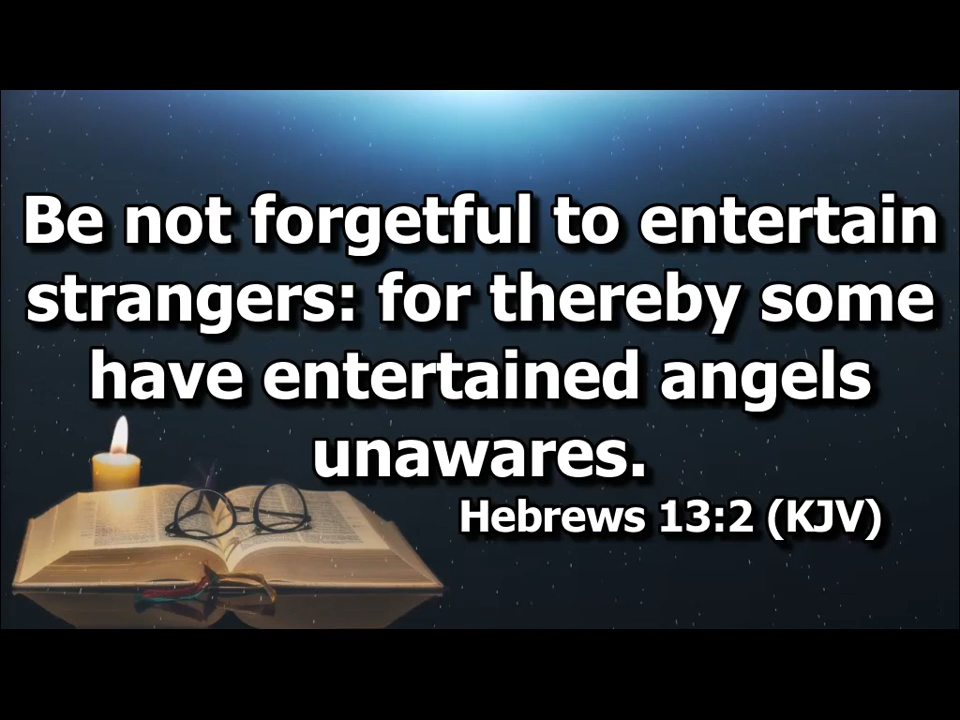 Be not forgetful to entertain
strangers: for thereby some
have entertained angels
unawares.
Hebrews 13:2 (KJV)